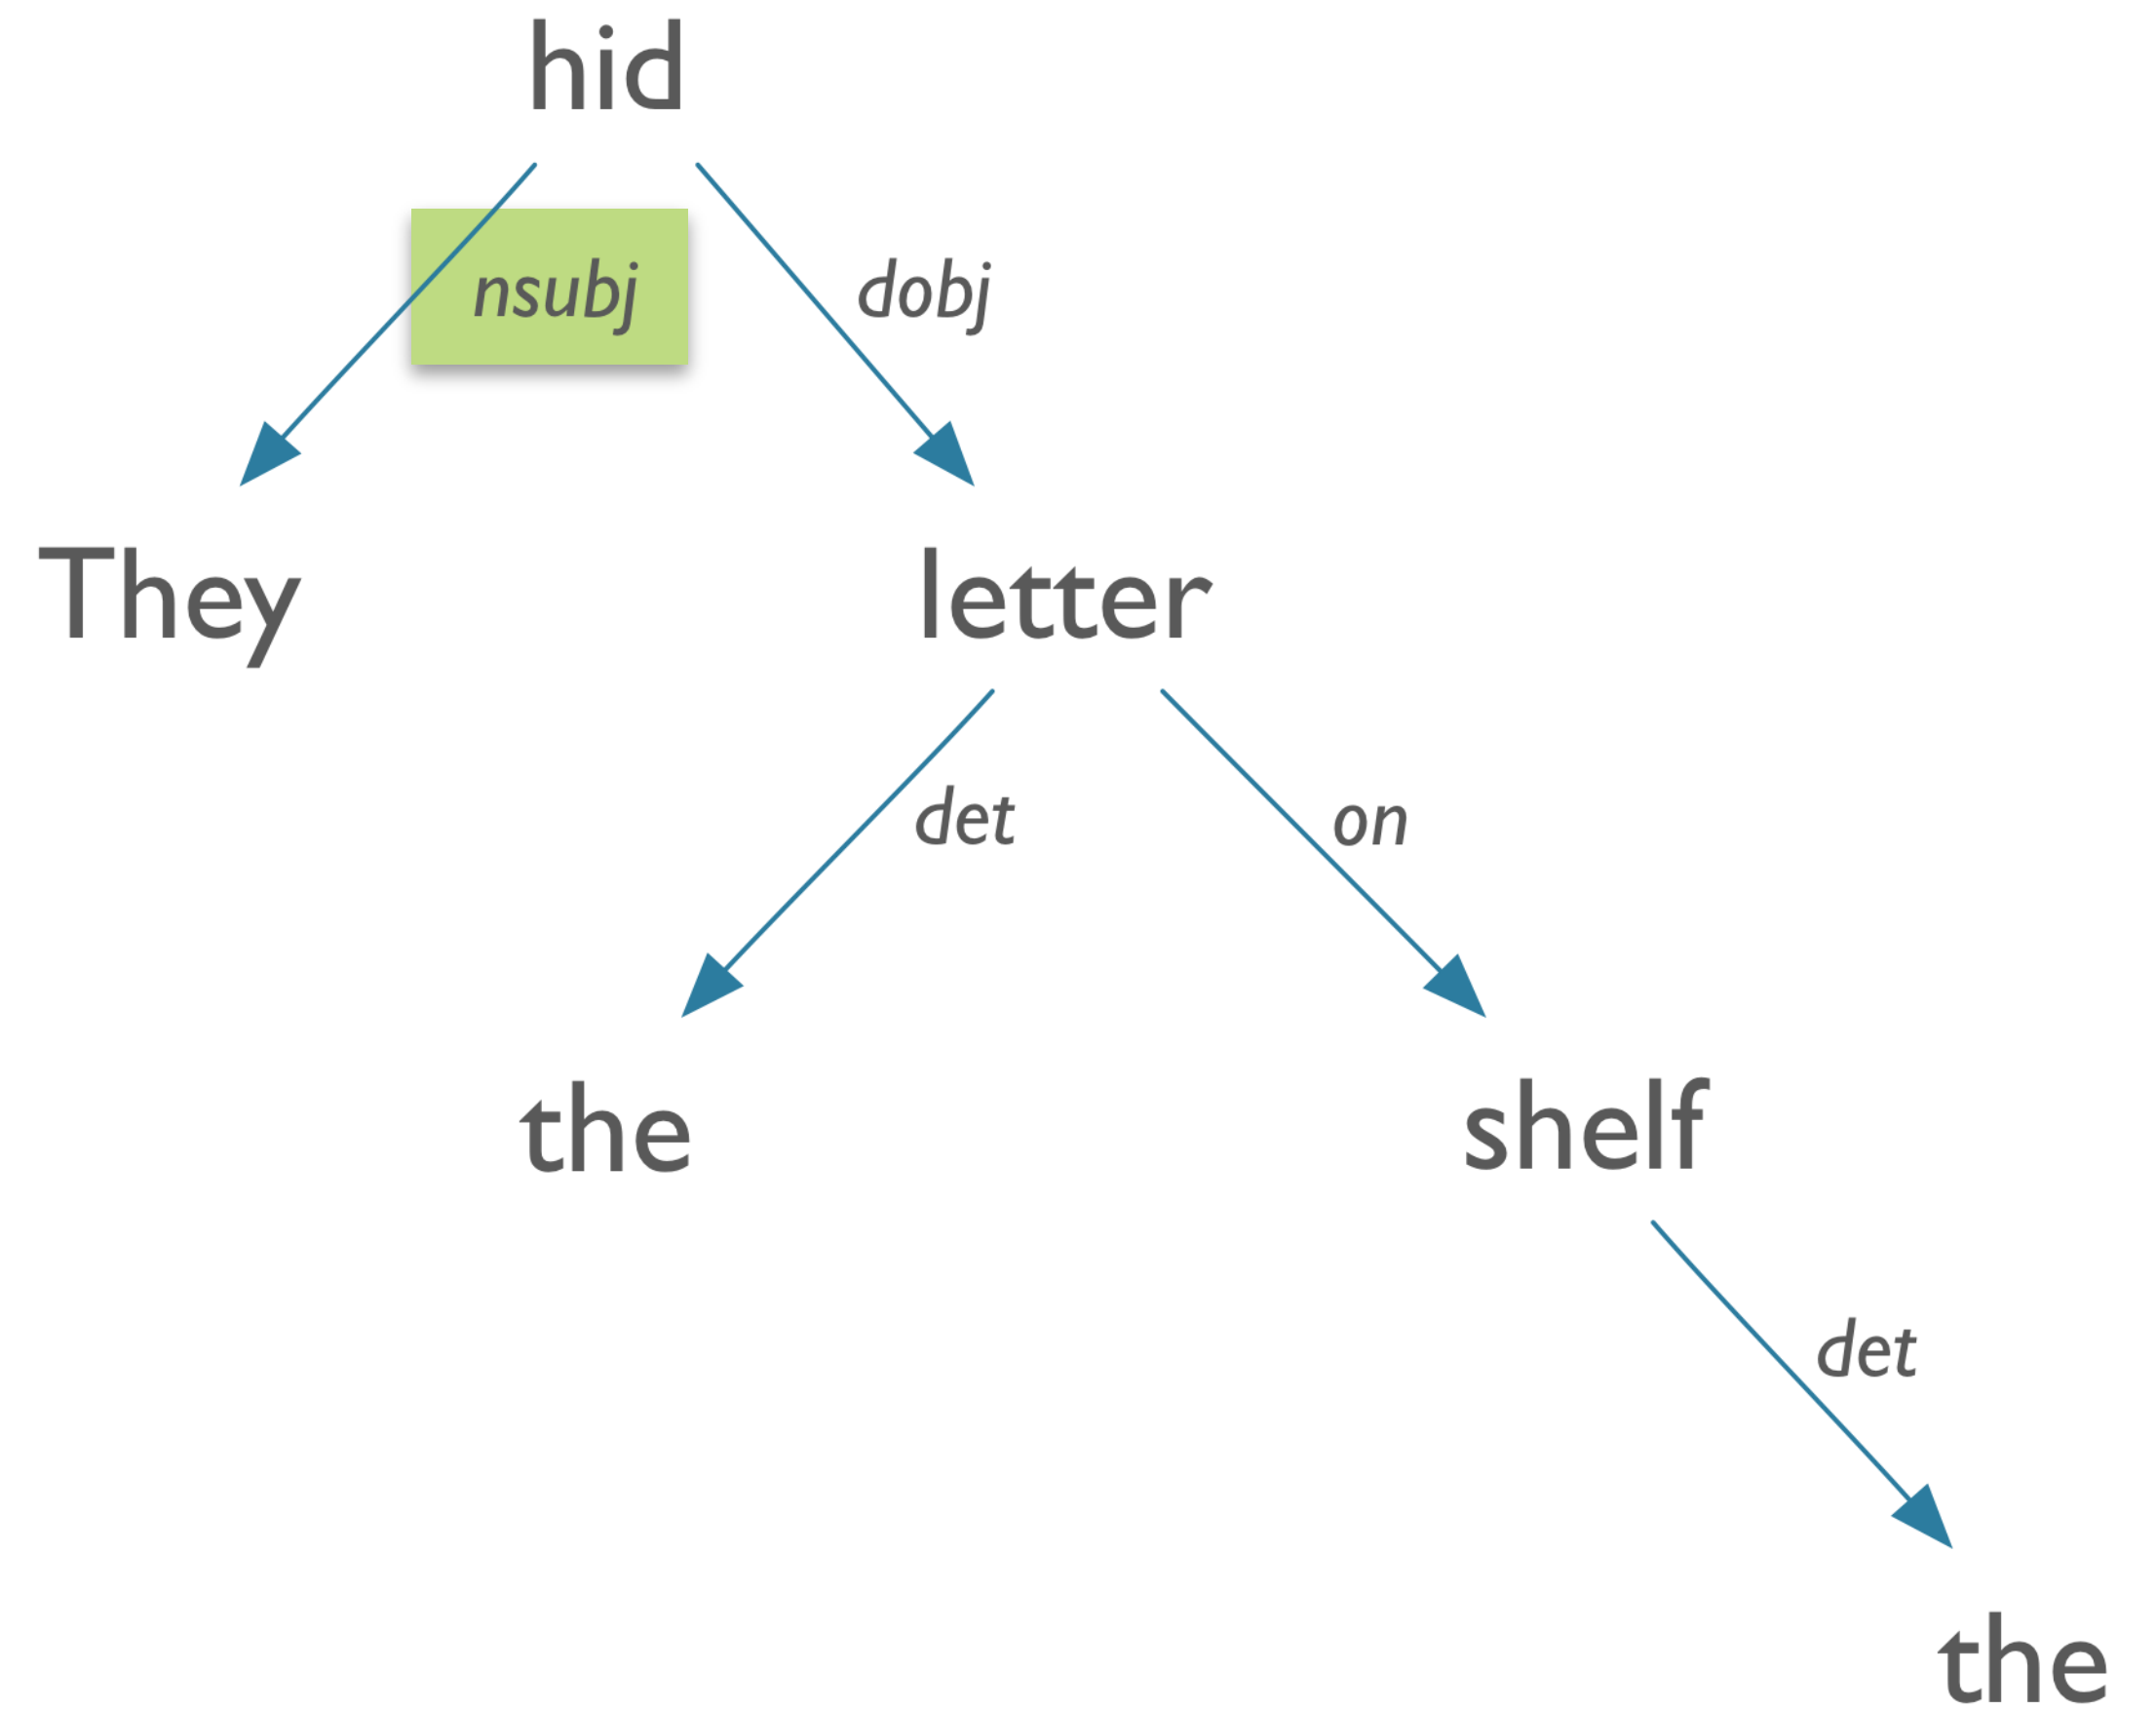 hid
nsubj
dobj
They
letter
det
on
the
shelf
det
the